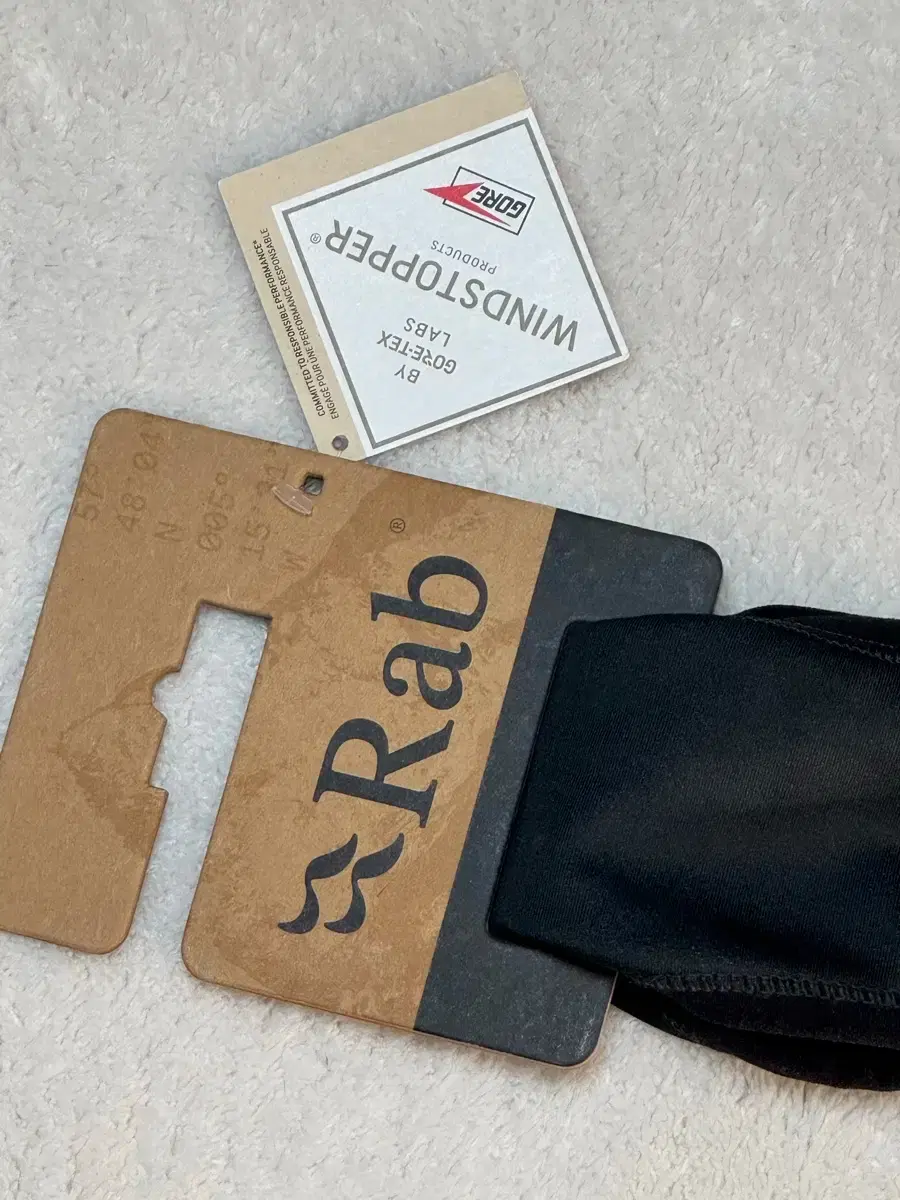 GORE
WINDSTOPPER®
PRODUCTS
BY
GORE-TEX
LABS
COMMITTED TO RESPONSIBLE PERFORMANCE*
ENGAGÉ POUR UNE PERFORMANCE RESPONSABLE
Rab®
57°
48'04
N
005°
W